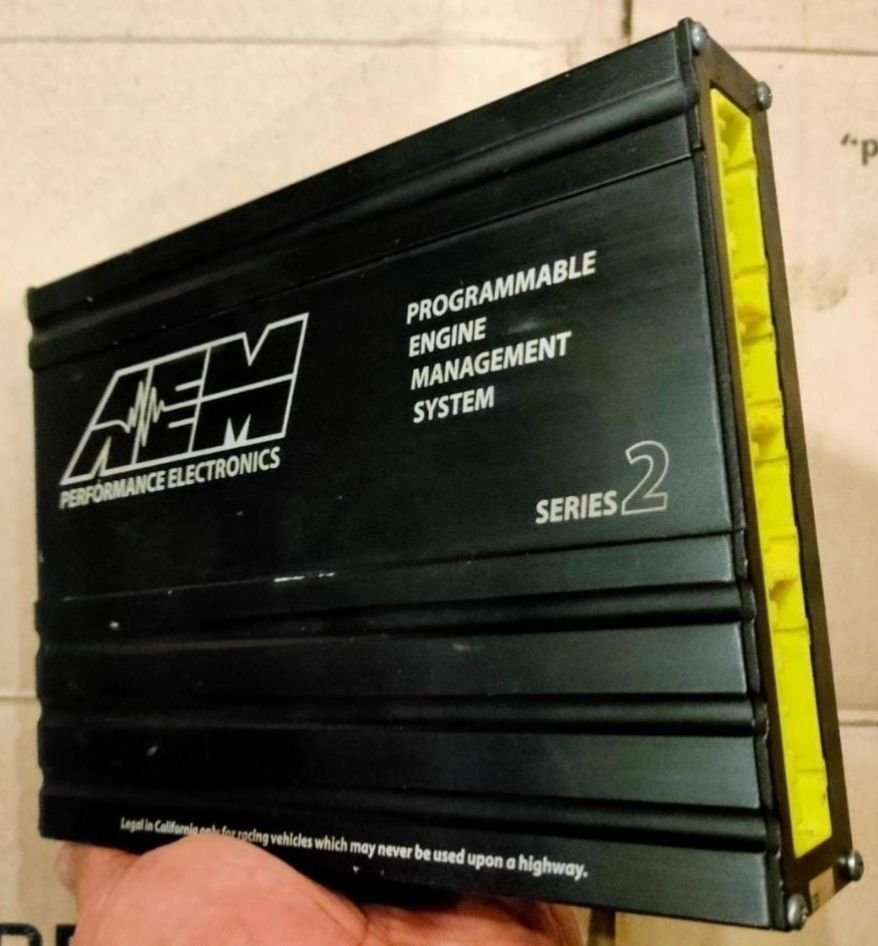 AEM
PERFORMANCE ELECTRONICS
PROGRAMMABLE
ENGINE
MANAGEMENT
SYSTEM
SERIES 2
Legal in California only for racing vehicles which may never be used upon a highway.
"p